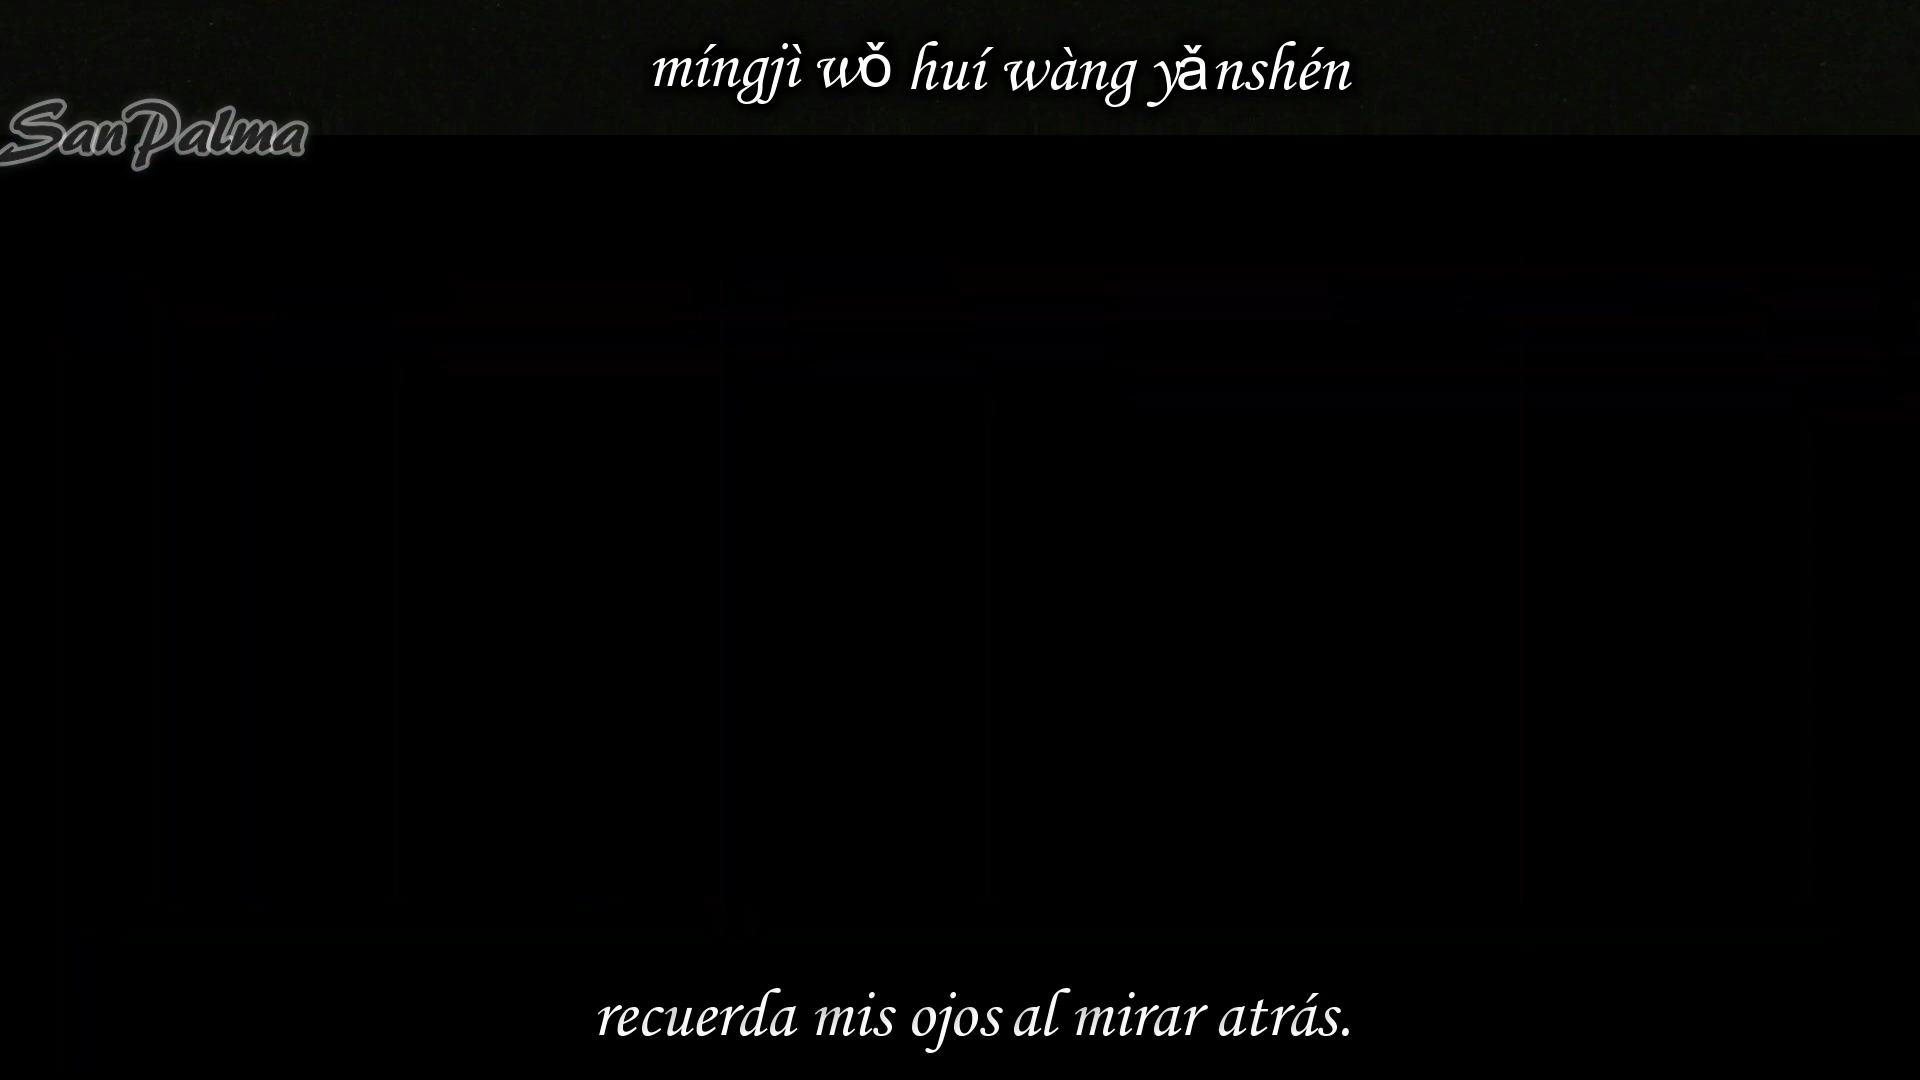 míngjì wǒ huí wàng yǎnshén
SanPalma
recuerda mis ojos al mirar atrás.